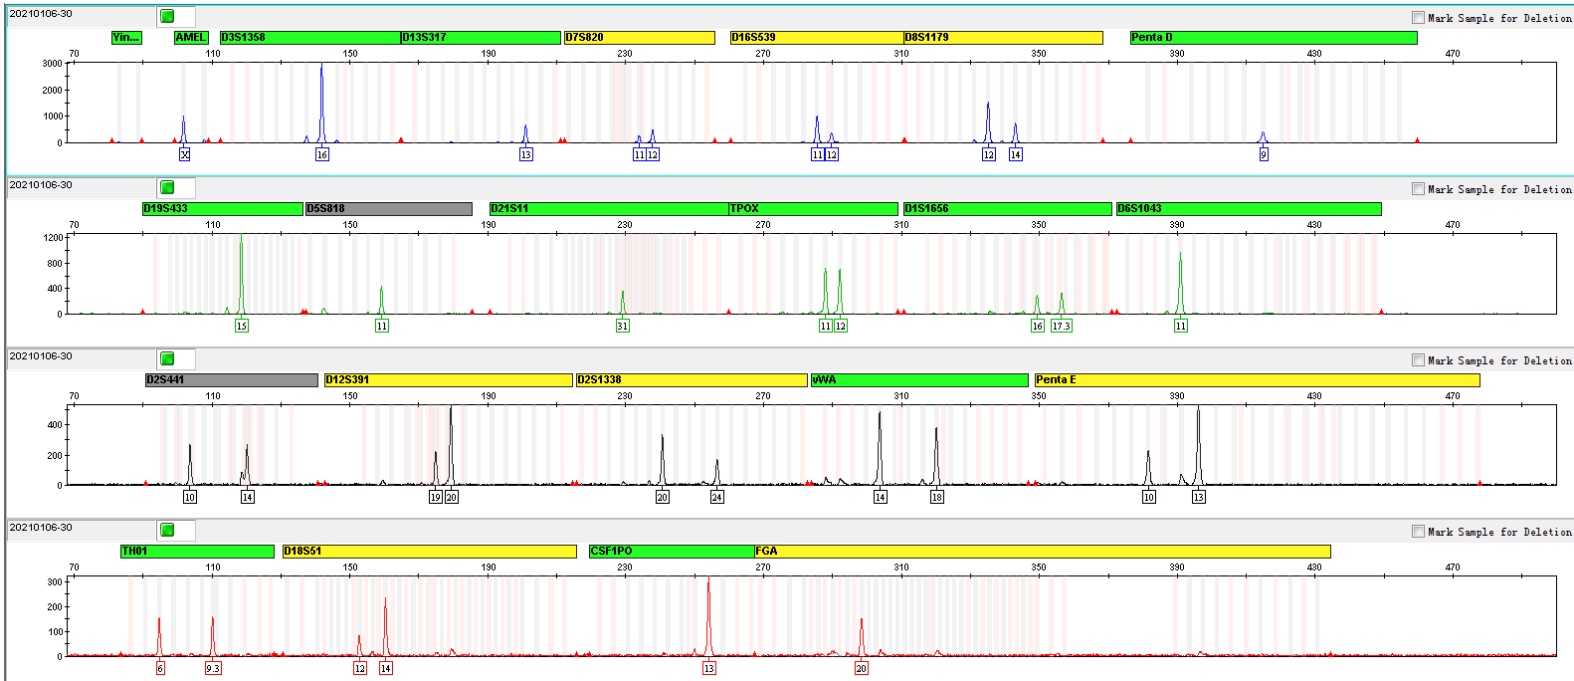 20210106-30 Mark Sample for Deletion
Yin... AMEL D3S1358 D13S317 D7S820 D16S539 D8S1179 Penta D
70 110 150 190 230 270 310 350 390 430 470
3000
2000
1000
0
X 16 13 11 12 11 12 12 14 9
20210106-30 Mark Sample for Deletion
D19S433 D5S818 D21S11 TPOX D1S1656 D6S1043
70 110 150 190 230 270 310 350 390 430 470
1200
800
400
0
15 11 31 11 12 16 17.3 11
20210106-30 Mark Sample for Deletion
D2S441 D12S391 D2S1338 vWA Penta E
70 110 150 190 230 270 310 350 390 430 470
400
200
0
10 14 19 20 20 24 14 18 10 13
20210106-30 Mark Sample for Deletion
TH01 D18S51 CSF1PO FGA
70 110 150 190 230 270 310 350 390 430 470
300
200
100
0
6 9.3 12 14 13 20